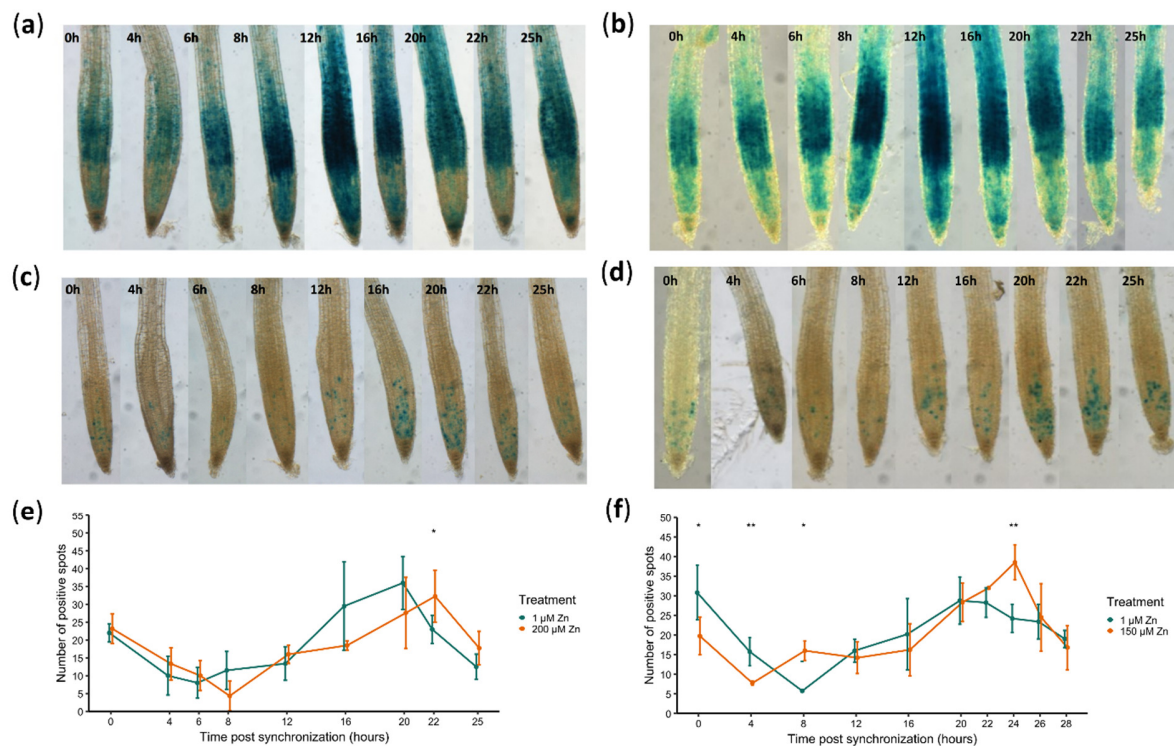 (a)
0h 4h 6h 8h 12h 16h 20h 22h 25h
(b)
0h 4h 6h 8h 12h 16h 20h 22h 25h
(c)
0h 4h 6h 8h 12h 16h 20h 22h 25h
(d)
0h 4h 6h 8h 12h 16h 20h 22h 25h
(e)
Number of positive spots
55
50
45
40
35
30
25
20
15
10
5
0
*
0 4 6 8 12 16 20 22 25
Time post synchronization (hours)
Treatment
1 µM Zn
200 µM Zn
(f)
Number of positive spots
50
45
40
35
30
25
20
15
10
5
0
* ** * **
0 4 8 12 16 20 22 24 26 28
Time post synchronization (hours)
Treatment
1 µM Zn
150 µM Zn